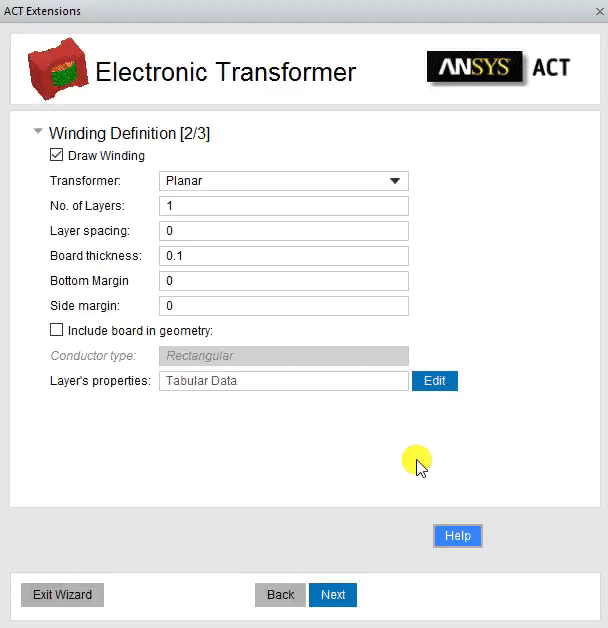 ACT Extensions
Electronic Transformer
ANSYS ACT
Winding Definition [2/3]
Draw Winding
Transformer: Planar
No. of Layers: 1
Layer spacing: 0
Board thickness: 0.1
Bottom Margin 0
Side margin: 0
Include board in geometry:
Conductor type: Rectangular
Layer's properties: Tabular Data Edit
Help
Exit Wizard Back Next